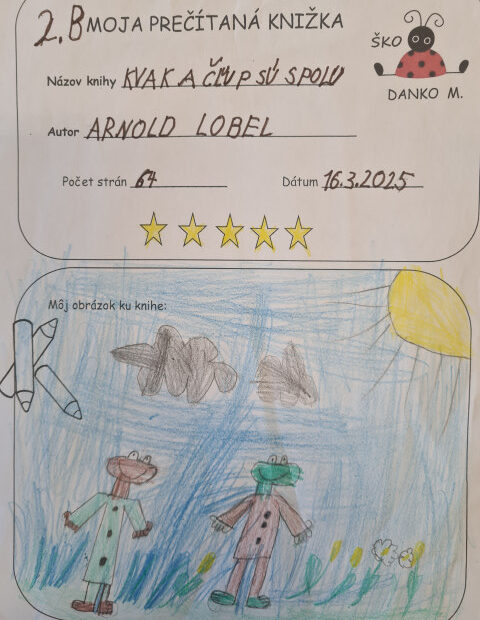 2.B MOJA PREČÍTANÁ KNIŽKA
ŠKO
DANKO M.
Názov knihy KVAK A ČĽUP SÚ SPOLU
Autor ARNOLD LOBEL
Počet strán 64 Dátum 16.3.2025
Môj obrázok ku knihe: